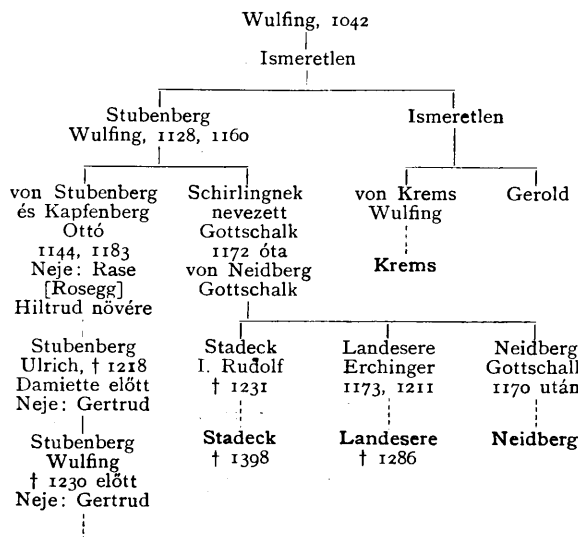 Wulfing, 1042
Ismeretlen
Stubenberg
Wulfing, 1128, 1160
Ismeretlen
von Stubenberg
és Kapfenberg
Ottó
1144, 1183
Neje: Rase
[Rosegg]
Hiltrud növére
Schirlingnek
nevezett
Gottschalk
1172 óta
von Neidberg
Gottschalk
von Krems
Wulfing
Krems
Gerold
Stubenberg
Ulrich, † 1218
Damiette előtt
Neje: Gertrud
Stadeck
I. Rudolf
† 1231
Landesere
Erchinger
1173, 1211
Neidberg
Gottschall
1170 után
Stubenberg
Wulfing
† 1230 előtt
Neje: Gertrud
Stadeck
† 1398
Landesere
† 1286
Neidberg